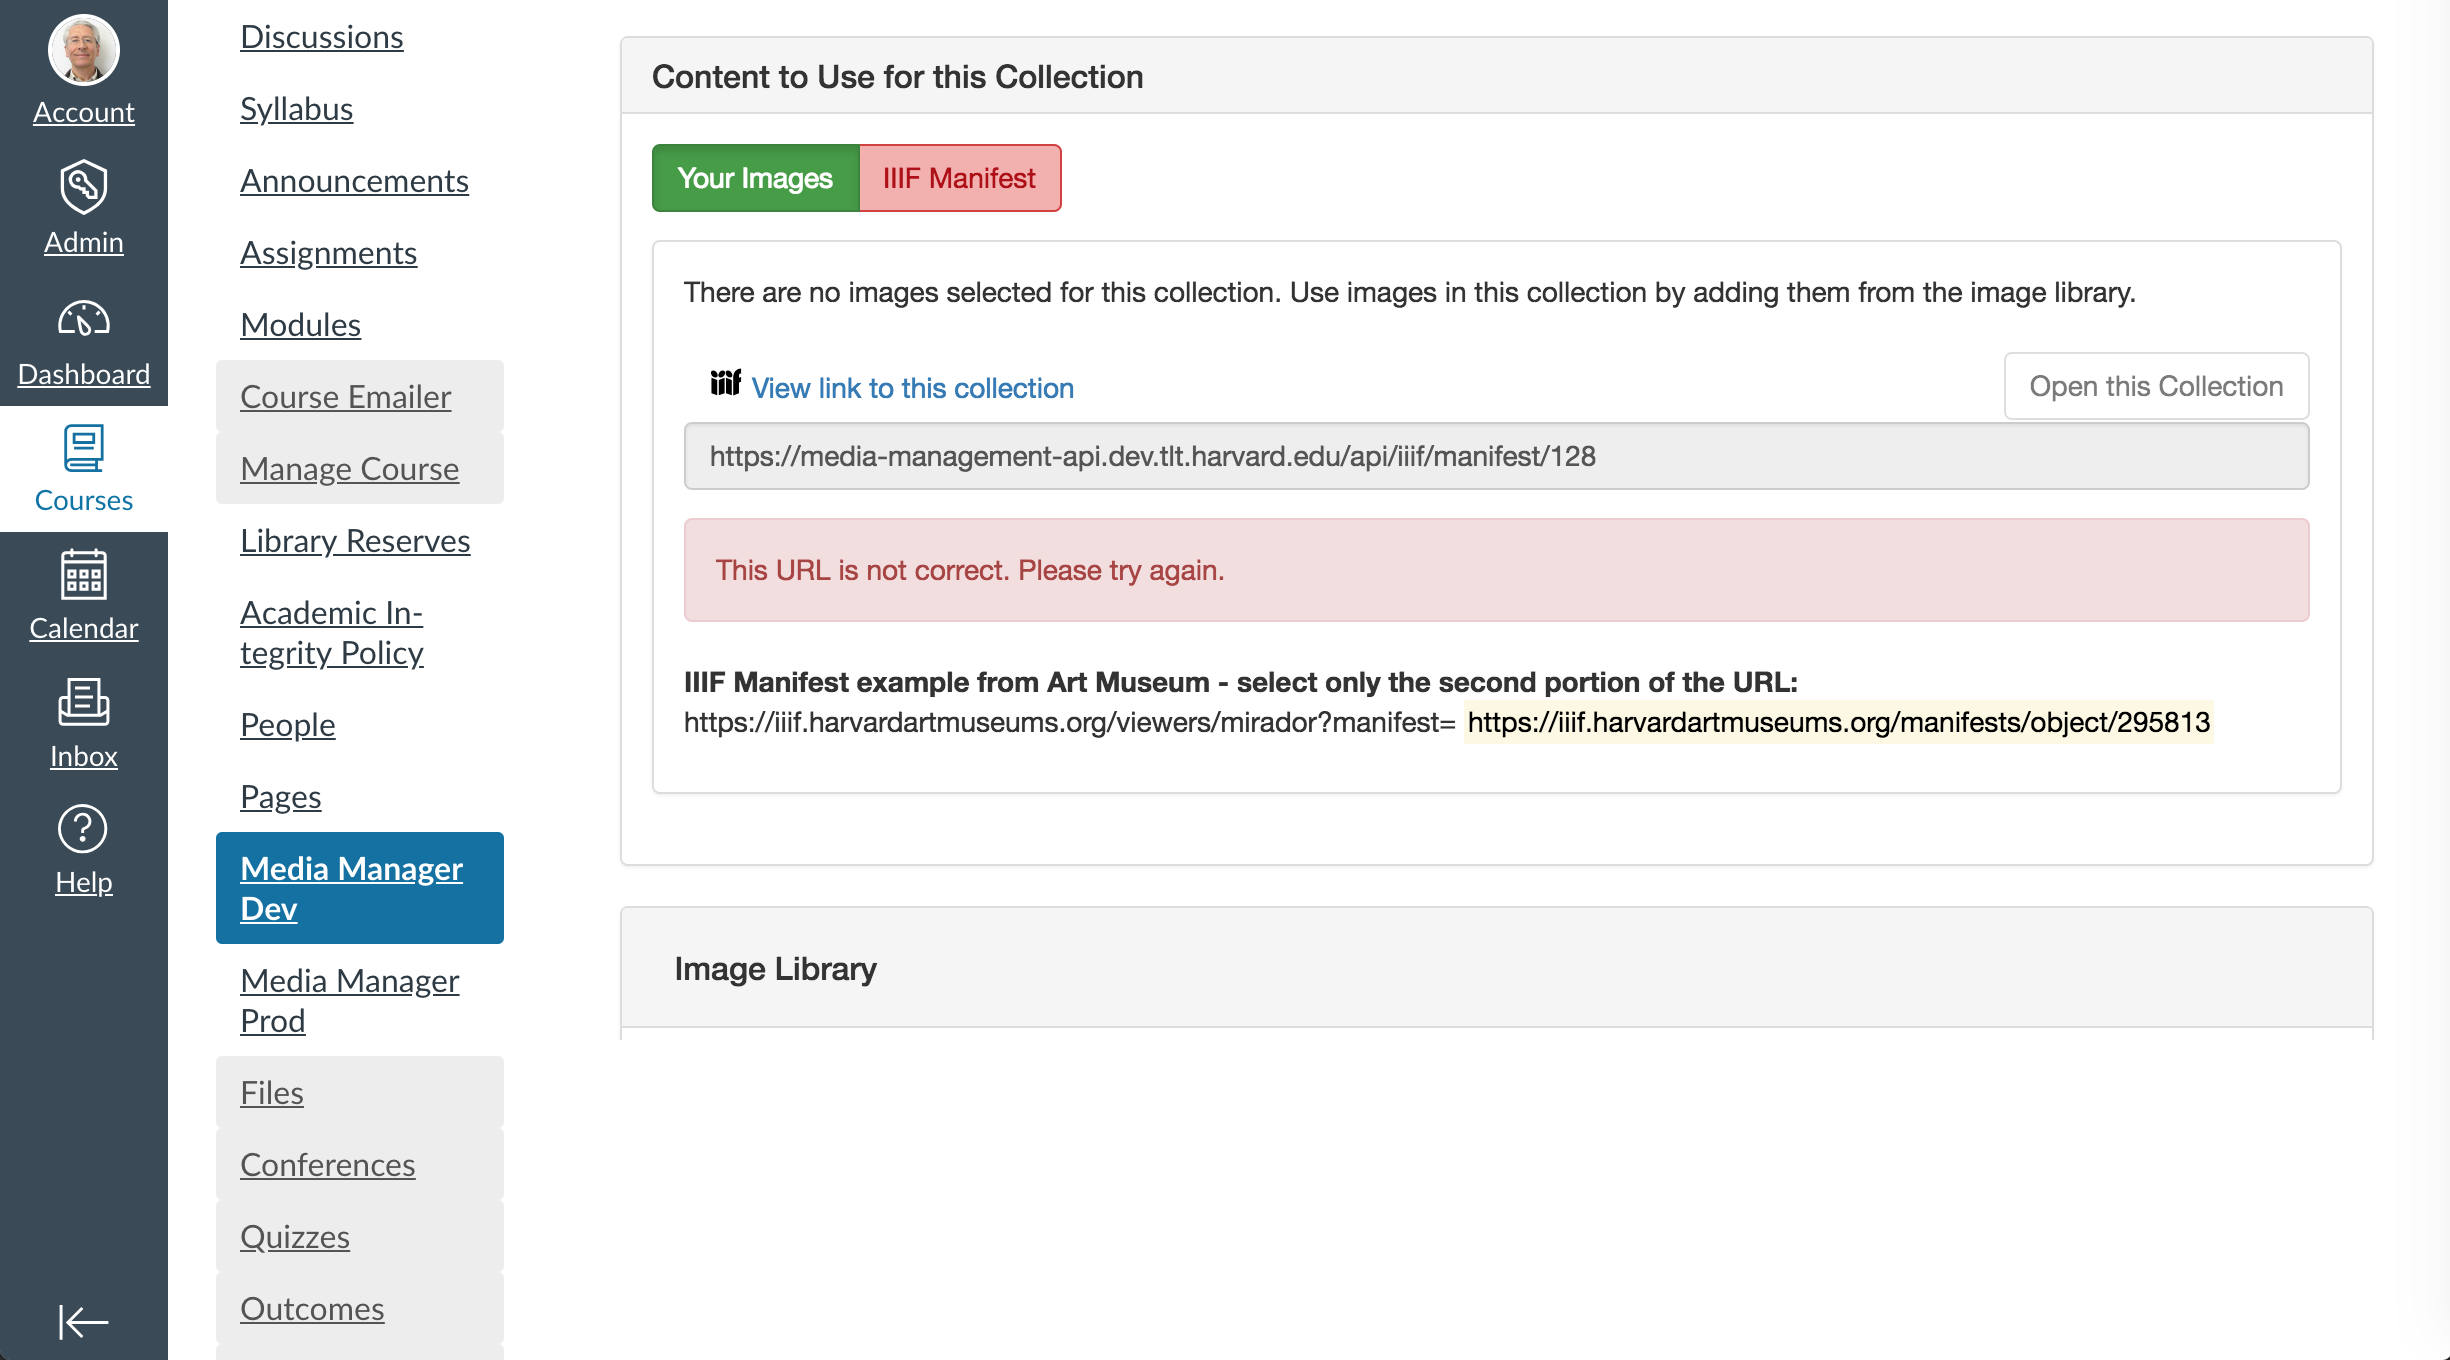 Account
Admin
Dashboard
Courses
Calendar
Inbox
Help
Discussions
Syllabus
Announcements
Assignments
Modules
Course Emailer
Manage Course
Library Reserves
Academic In-
tegrity Policy
People
Pages
Media Manager
Dev
Media Manager
Prod
Files
Conferences
Quizzes
Outcomes
Content to Use for this Collection
Your Images IIIF Manifest
There are no images selected for this collection. Use images in this collection by adding them from the image library.
iiif View link to this collection Open this Collection
https://media-management-api.dev.tlt.harvard.edu/api/iiif/manifest/128
This URL is not correct. Please try again.
IIIF Manifest example from Art Museum - select only the second portion of the URL:
https://iiif.harvardartmuseums.org/viewers/mirador?manifest= https://iiif.harvardartmuseums.org/manifests/object/295813
Image Library